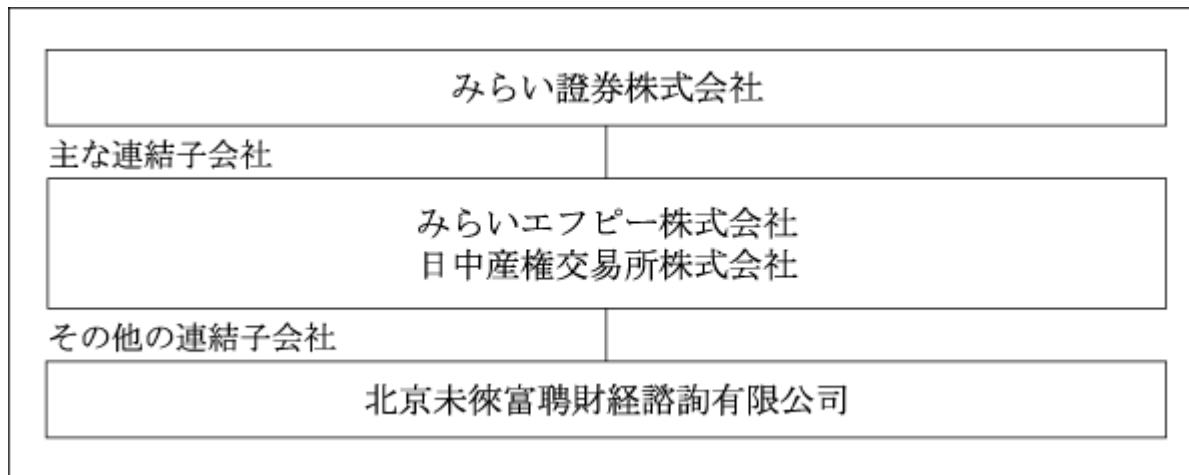 みらい證券株式会社
主な連結子会社
みらいエフピー株式会社
日中産権交易所株式会社
その他の連結子会社
北京未徠富聘財経諮詢有限公司